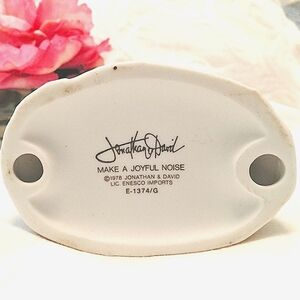 Jonathan & David
MAKE A JOYFUL NOISE
©1978 JONATHAN & DAVID
LIC. ENESCO IMPORTS
E-1374/G